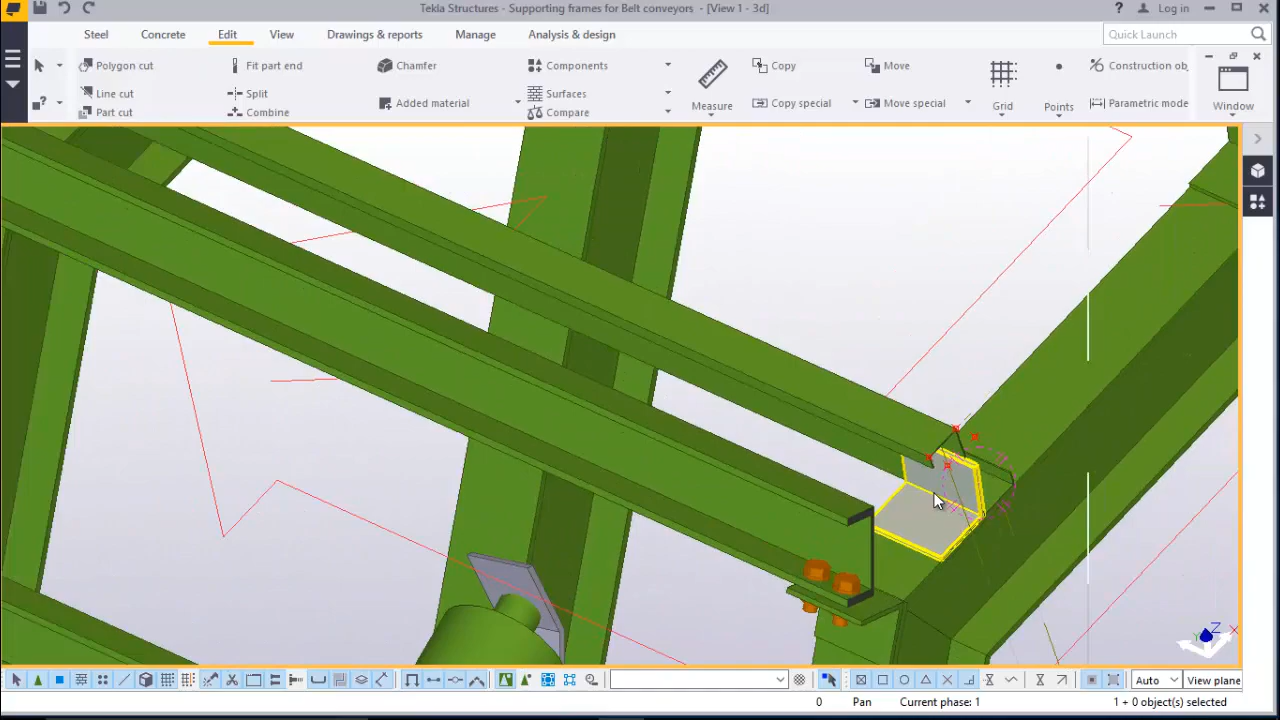 Tekla Structures - Supporting frames for Belt conveyors - [View 1 - 3d]
? Log in
Steel Concrete Edit View Drawings & reports Manage Analysis & design
Quick Launch
Polygon cut Fit part end Chamfer Components Copy Move Construction ob
Line cut Split Added material Surfaces Measure Copy special Move special Grid Points Parametric mode Window
Part cut Combine Compare
Z
X
Y
Auto View plane
0 Pan Current phase: 1 1 + 0 object(s) selected